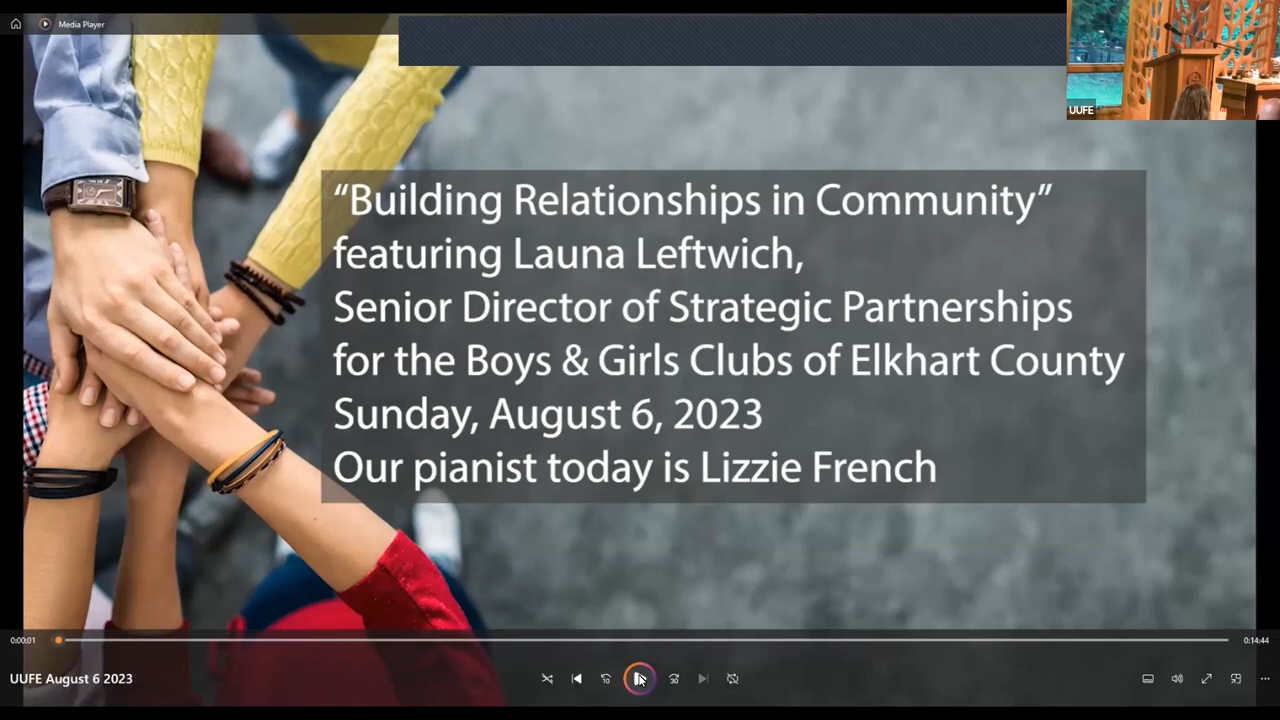 Media Player
UUFE
“Building Relationships in Community”
featuring Launa Leftwich,
Senior Director of Strategic Partnerships
for the Boys & Girls Clubs of Elkhart County
Sunday, August 6, 2023
Our pianist today is Lizzie French
0:00:01
0:14:44
UUFE August 6 2023
10
30